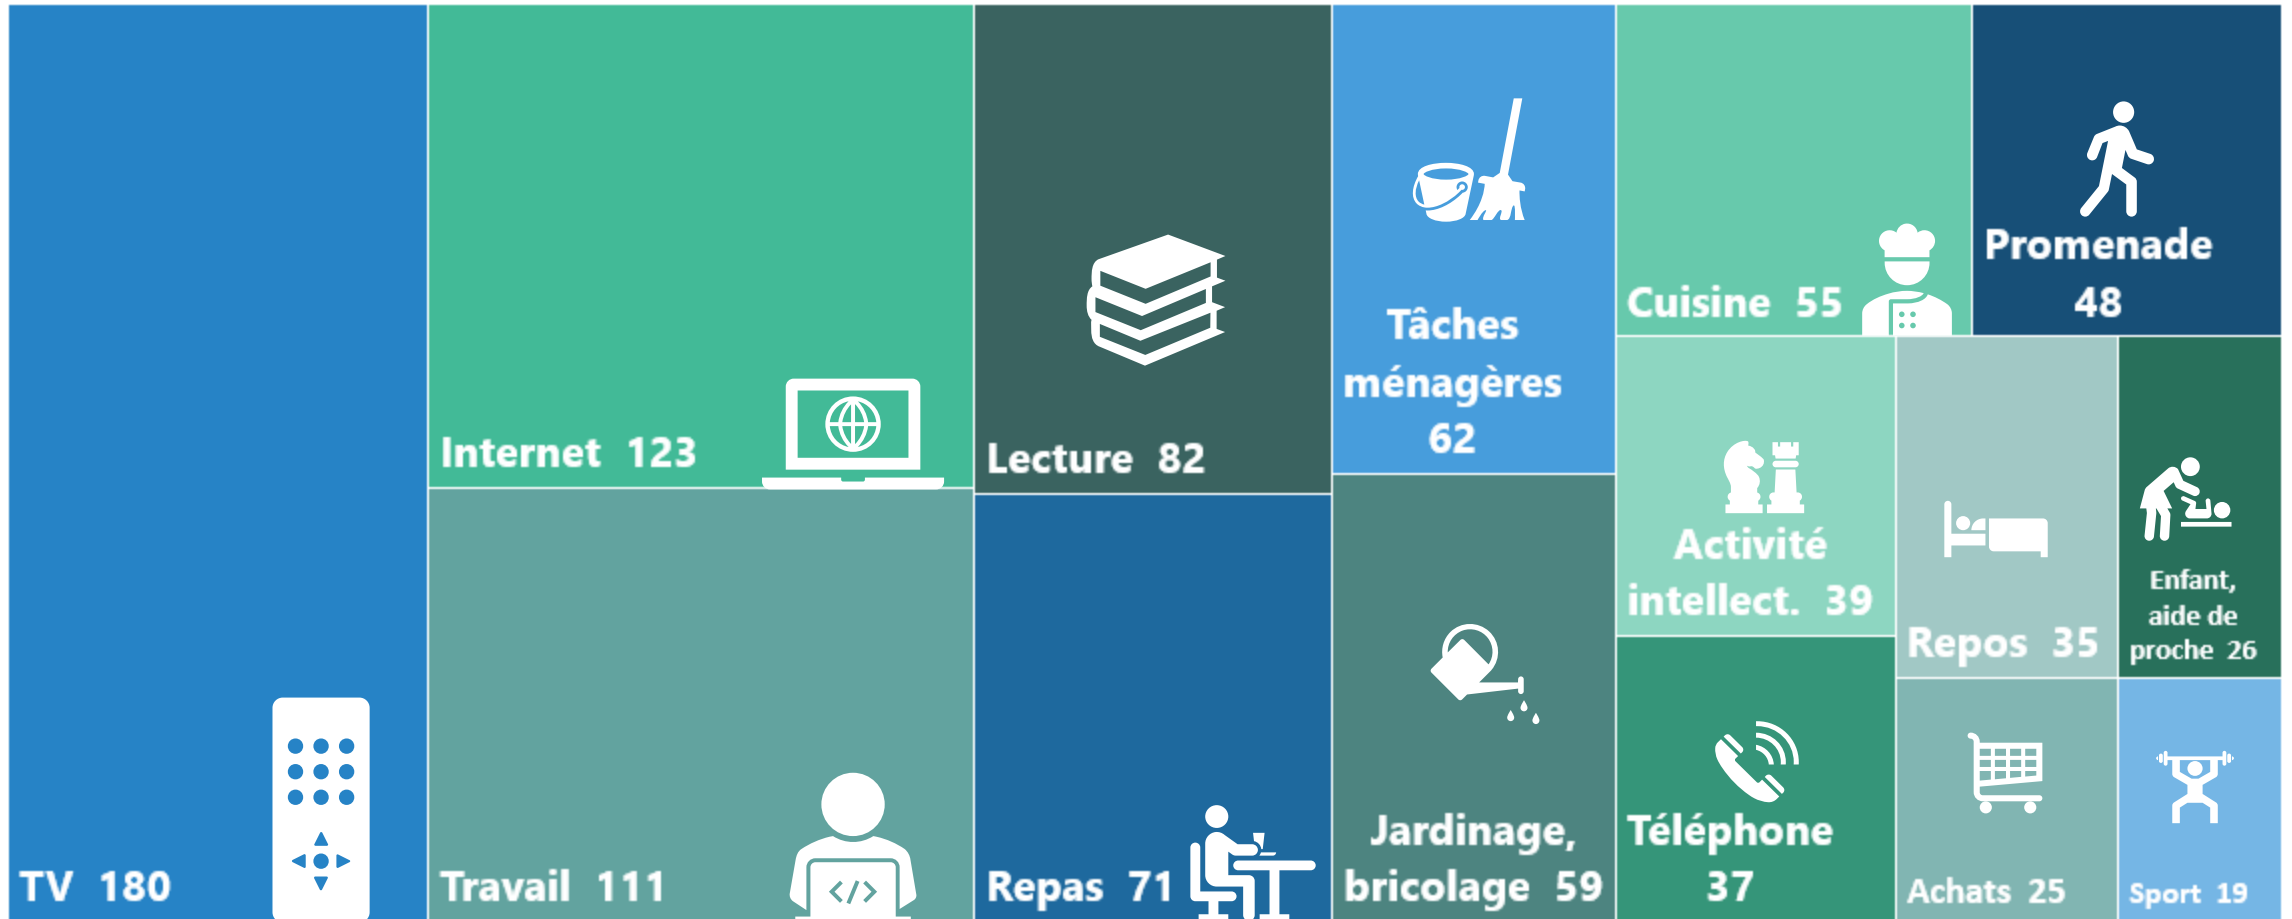 TV 180
Internet 123
Travail 111
Lecture 82
Repas 71
Tâches
ménagères
62
Jardinage,
bricolage 59
Cuisine 55
Promenade
48
Activité
intellect. 39
Téléphone
37
Repos 35
Enfant,
aide de
proche 26
Achats 25
Sport 19